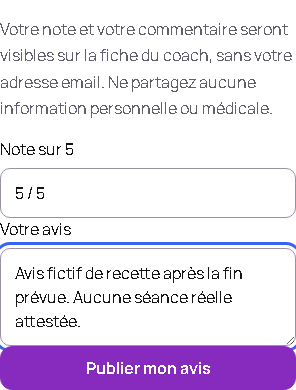 Votre note et votre commentaire seront
visibles sur la fiche du coach, sans votre
adresse email. Ne partagez aucune
information personnelle ou médicale.
Note sur 5
5 / 5
Votre avis
Avis fictif de recette après la fin
prévue. Aucune séance réelle
attestée.
Publier mon avis